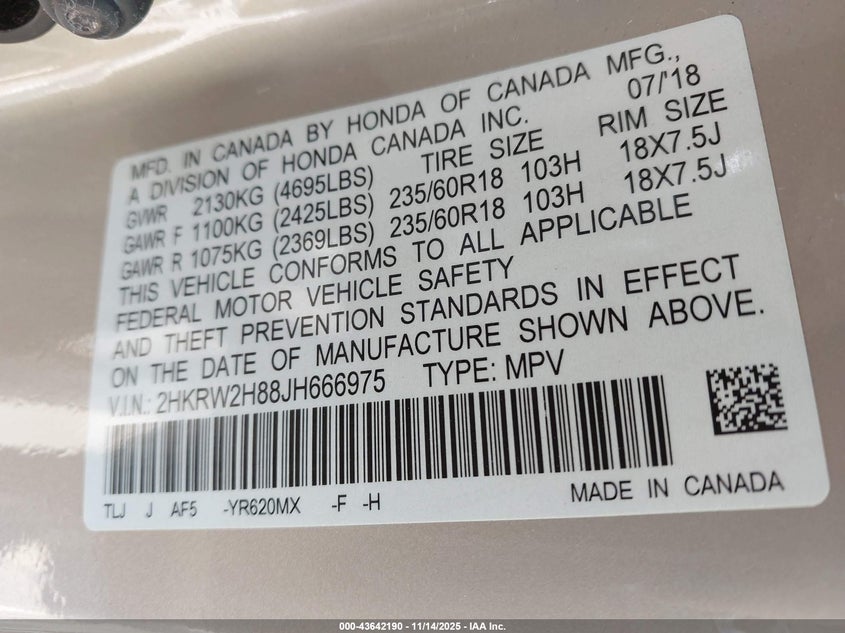 MFD. IN CANADA BY HONDA OF CANADA MFG.,
A DIVISION OF HONDA CANADA INC. 07/'18
GVWR 2130KG (4695LBS) TIRE SIZE RIM SIZE
GAWR F 1100KG (2425LBS) 235/60R18 103H 18X7.5J
GAWR R 1075KG (2369LBS) 235/60R18 103H 18X7.5J
THIS VEHICLE CONFORMS TO ALL APPLICABLE
FEDERAL MOTOR VEHICLE SAFETY
AND THEFT PREVENTION STANDARDS IN EFFECT
ON THE DATE OF MANUFACTURE SHOWN ABOVE.
V.I.N.: 2HKRW2H88JH666975 TYPE: MPV
TLJ J AF5 -YR620MX -F -H MADE IN CANADA
000-43642190 - 11/14/2025 - IAA Inc.